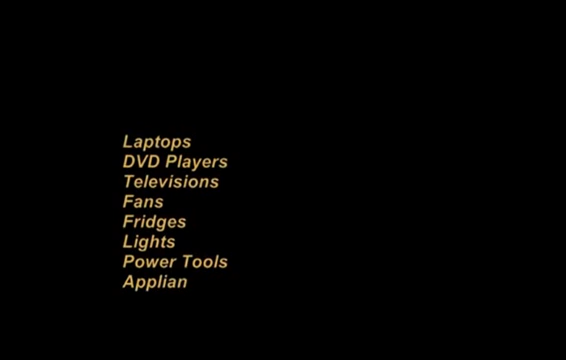 Laptops
DVD Players
Televisions
Fans
Fridges
Lights
Power Tools
Applian